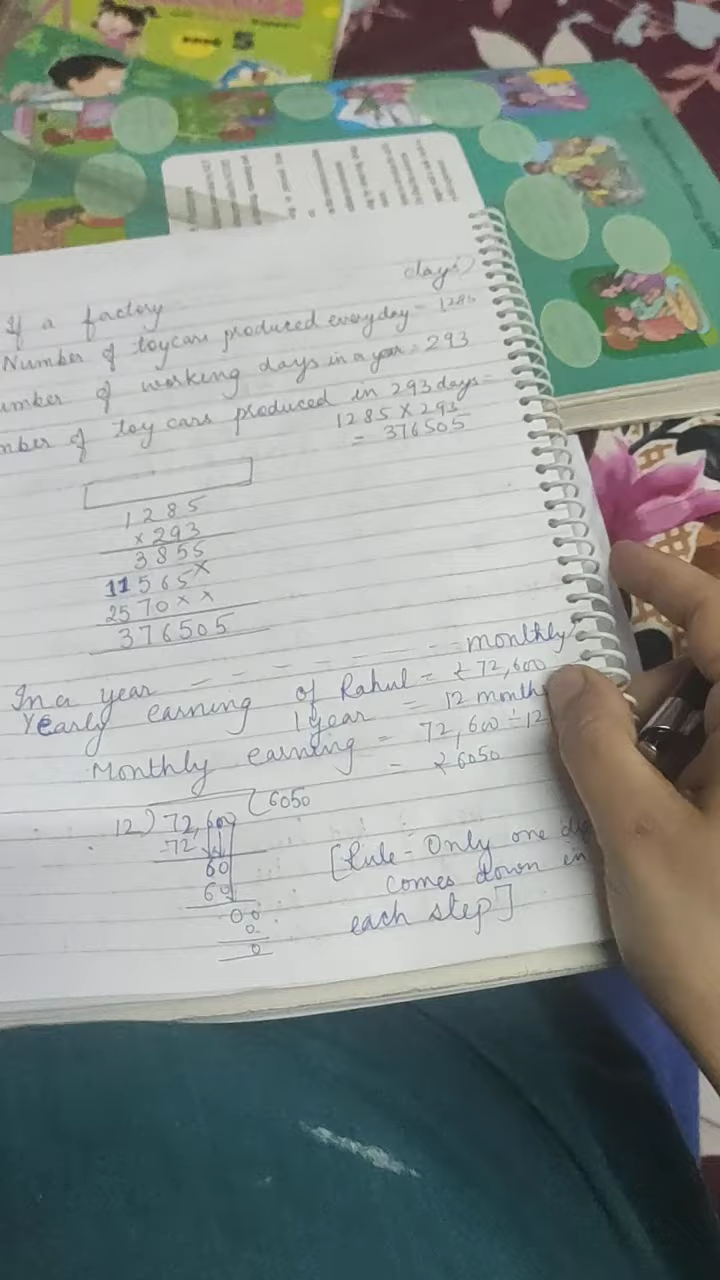 days)
If a factory
Number of toycars produced everyday = 1285
umber of working days in a year = 293
mber of toy cars produced in 293 days =
1285 × 293
= 376505
1285
× 293
3855
11565×
2570××
376505
In a year – – – – – – – – monthly
Yearly earning of Rahul = ₹ 72,600
1 year = 12 month
Monthly earning = 72,600 ÷ 12
= ₹ 6050
12) 72,600 (6050
72
60
60
00
0
0
[Rule - Only one
comes down in
each step]